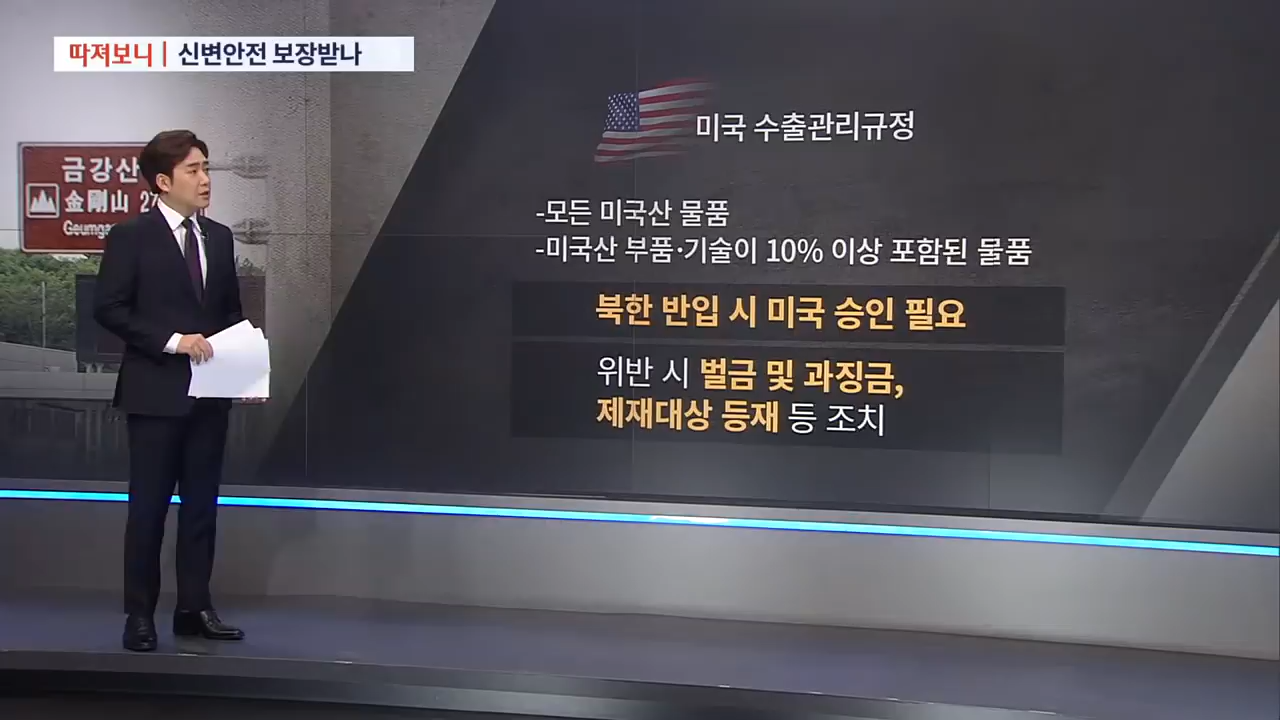 따져보니 | 신변안전 보장받나
미국 수출관리규정
금강산
金剛山 27
-모든 미국산 물품
-미국산 부품·기술이 10% 이상 포함된 물품
북한 반입 시 미국 승인 필요
위반 시 벌금 및 과징금,
제재대상 등재 등 조치